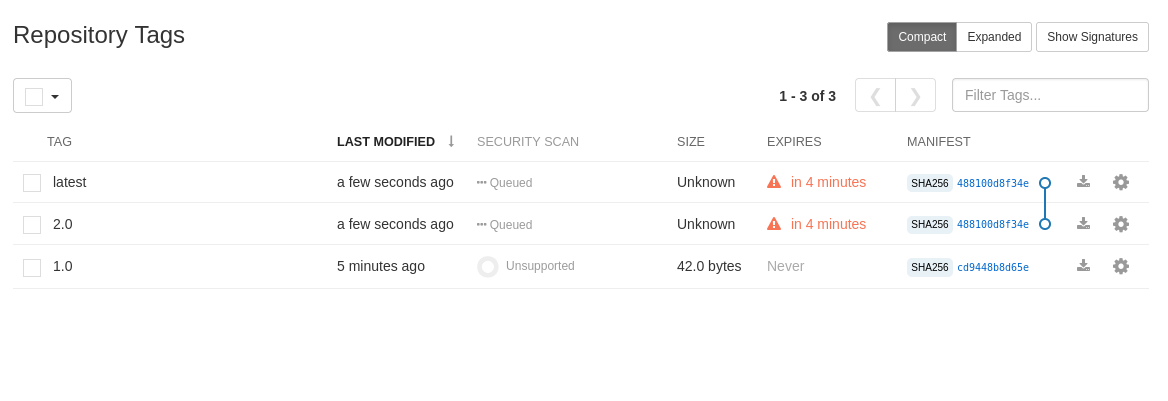 Repository Tags
Compact Expanded Show Signatures
1 - 3 of 3 Filter Tags...
TAG LAST MODIFIED SECURITY SCAN SIZE EXPIRES MANIFEST
latest a few seconds ago Queued Unknown in 4 minutes SHA256 488100d8f34e
2.0 a few seconds ago Queued Unknown in 4 minutes SHA256 488100d8f34e
1.0 5 minutes ago Unsupported 42.0 bytes Never SHA256 cd9448b8d65e